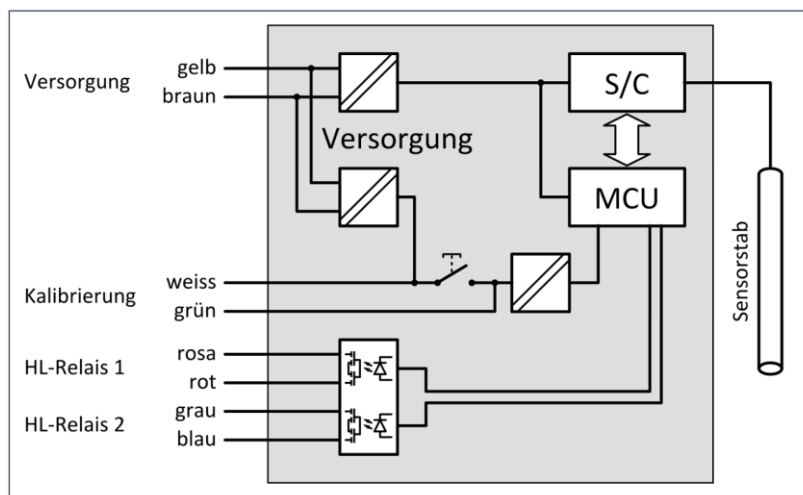 gelb
Versorgung
braun
S/C
Versorgung
MCU
weiss
Kalibrierung
grün
Sensorstab
rosa
HL-Relais 1
rot
grau
HL-Relais 2
blau